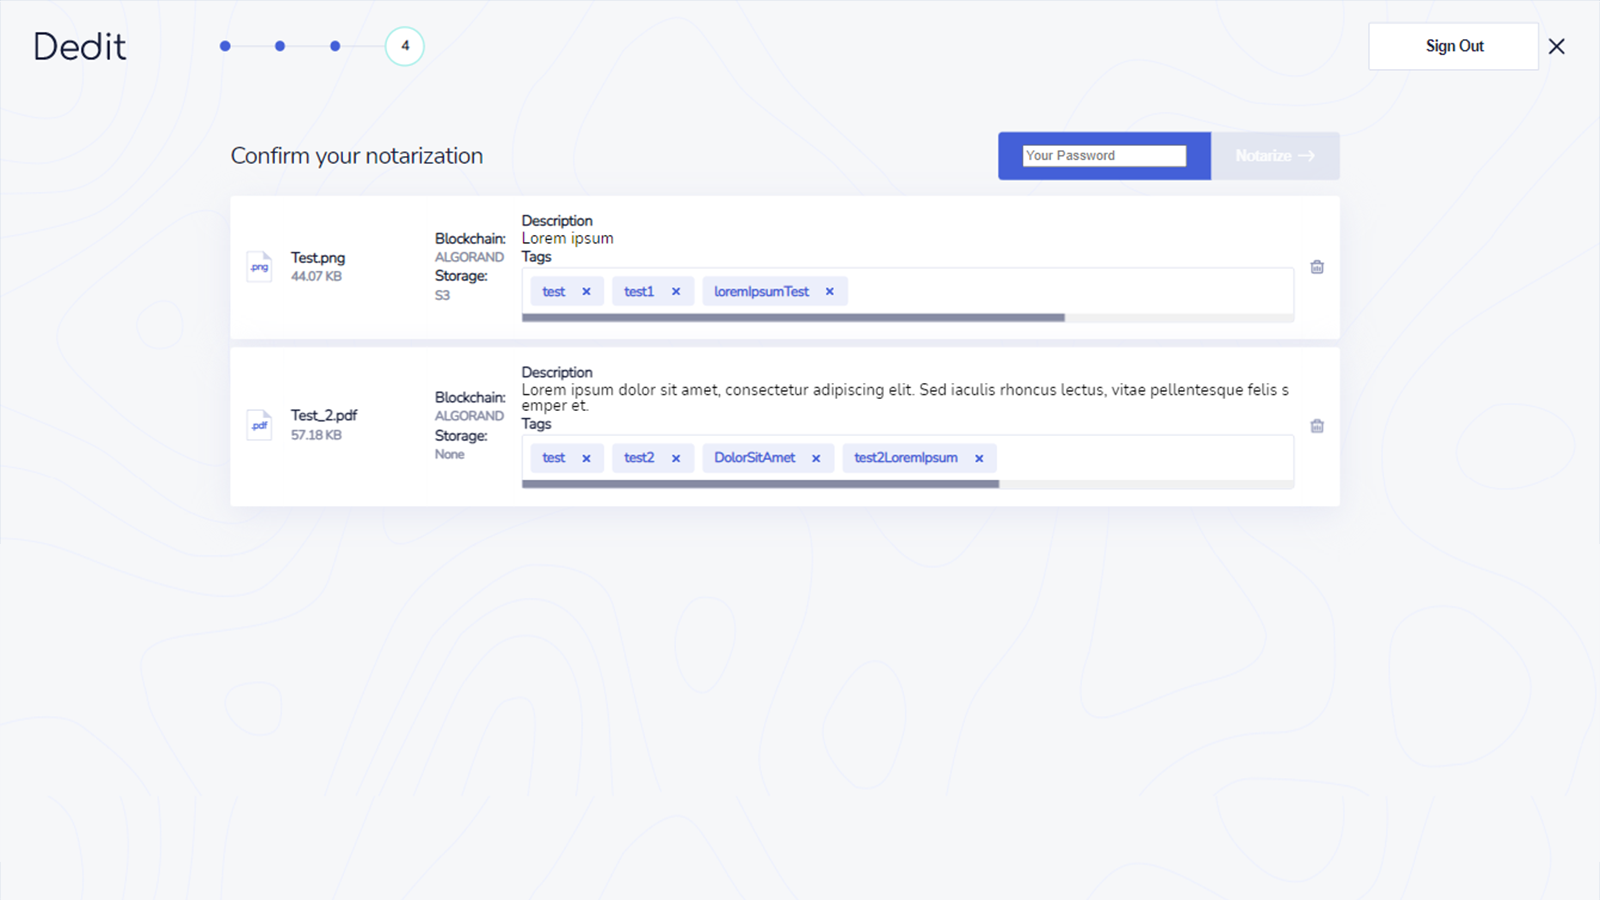 Dedit
4
Sign Out
Confirm your notarization
Your Password
Notarize →
.png
Test.png
44.07 KB
Blockchain:
ALGORAND
Storage:
S3
Description
Lorem ipsum
Tags
test ×
test1 ×
loremIpsumTest ×
.pdf
Test_2.pdf
57.18 KB
Blockchain:
ALGORAND
Storage:
None
Description
Lorem ipsum dolor sit amet, consectetur adipiscing elit. Sed iaculis rhoncus lectus, vitae pellentesque felis s
emper et.
Tags
test ×
test2 ×
DolorSitAmet ×
test2LoremIpsum ×